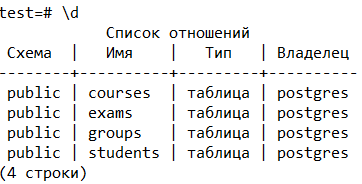 test=# \d
Список отношений
Схема | Имя | Тип | Владелец
--------+----------+---------+----------
public | courses | таблица | postgres
public | exams | таблица | postgres
public | groups | таблица | postgres
public | students | таблица | postgres
(4 строки)